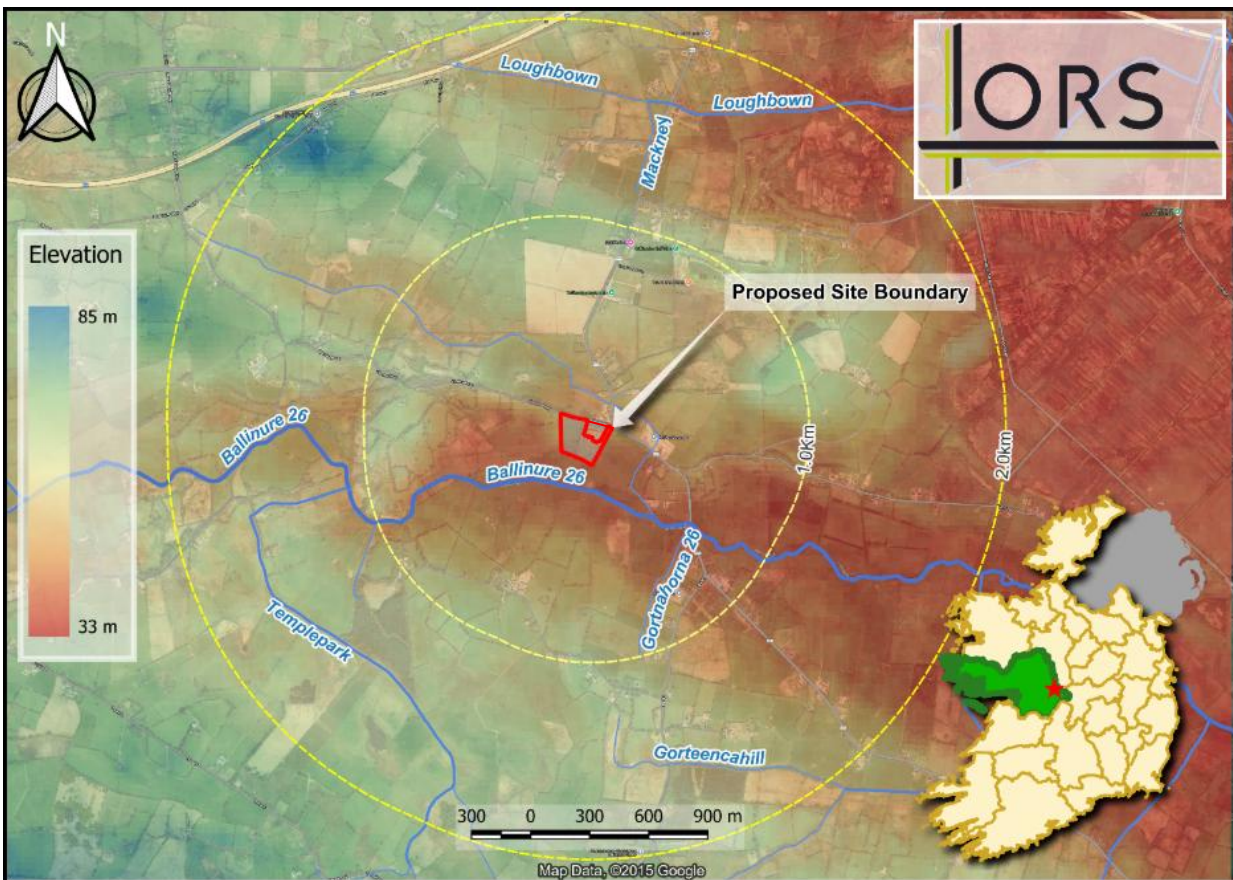 N
Loughbown
Loughbown
ORS
Mackney
Elevation
85 m
33 m
Proposed Site Boundary
Ballinure 26
Ballinure 26
1.0Km
2.0Km
Gortnahorna 26
Templepark
Gorteencahill
300 0 300 600 900 m
Map Data, ©2015 Google